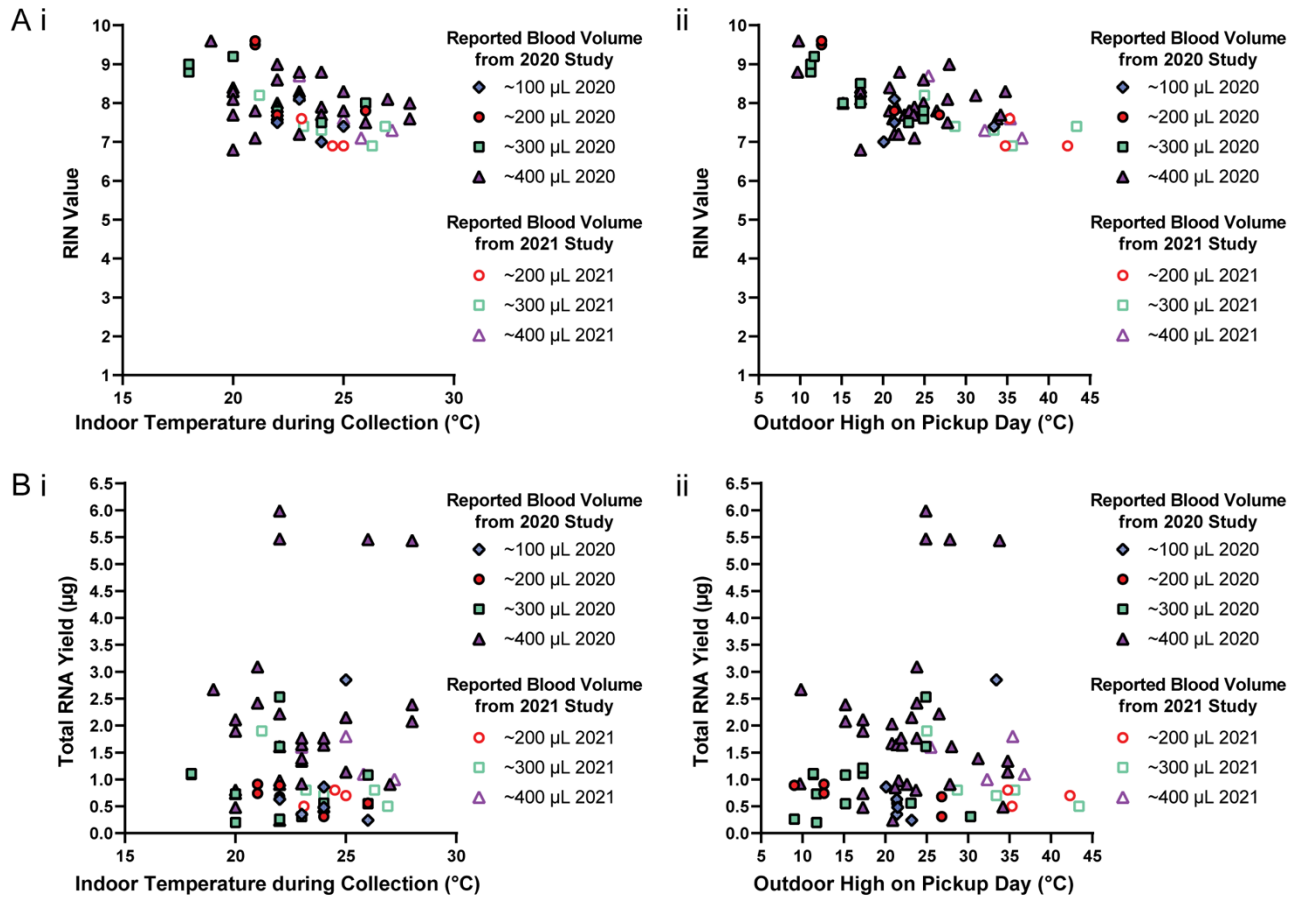 A i
10
9
8
7
6
5
4
3
2
1
RIN Value
15 20 25 30
Indoor Temperature during Collection (°C)
Reported Blood Volume
from 2020 Study
~100 µL 2020
~200 µL 2020
~300 µL 2020
~400 µL 2020
Reported Blood Volume
from 2021 Study
~200 µL 2021
~300 µL 2021
~400 µL 2021
ii
10
9
8
7
6
5
4
3
2
1
RIN Value
5 10 15 20 25 30 35 40 45
Outdoor High on Pickup Day (°C)
Reported Blood Volume
from 2020 Study
~100 µL 2020
~200 µL 2020
~300 µL 2020
~400 µL 2020
Reported Blood Volume
from 2021 Study
~200 µL 2021
~300 µL 2021
~400 µL 2021
B i
6.5
6.0
5.5
5.0
4.5
4.0
3.5
3.0
2.5
2.0
1.5
1.0
0.5
0.0
Total RNA Yield (µg)
15 20 25 30
Indoor Temperature during Collection (°C)
Reported Blood Volume
from 2020 Study
~100 µL 2020
~200 µL 2020
~300 µL 2020
~400 µL 2020
Reported Blood Volume
from 2021 Study
~200 µL 2021
~300 µL 2021
~400 µL 2021
ii
6.5
6.0
5.5
5.0
4.5
4.0
3.5
3.0
2.5
2.0
1.5
1.0
0.5
0.0
Total RNA Yield (µg)
5 10 15 20 25 30 35 40 45
Outdoor High on Pickup Day (°C)
Reported Blood Volume
from 2020 Study
~100 µL 2020
~200 µL 2020
~300 µL 2020
~400 µL 2020
Reported Blood Volume
from 2021 Study
~200 µL 2021
~300 µL 2021
~400 µL 2021